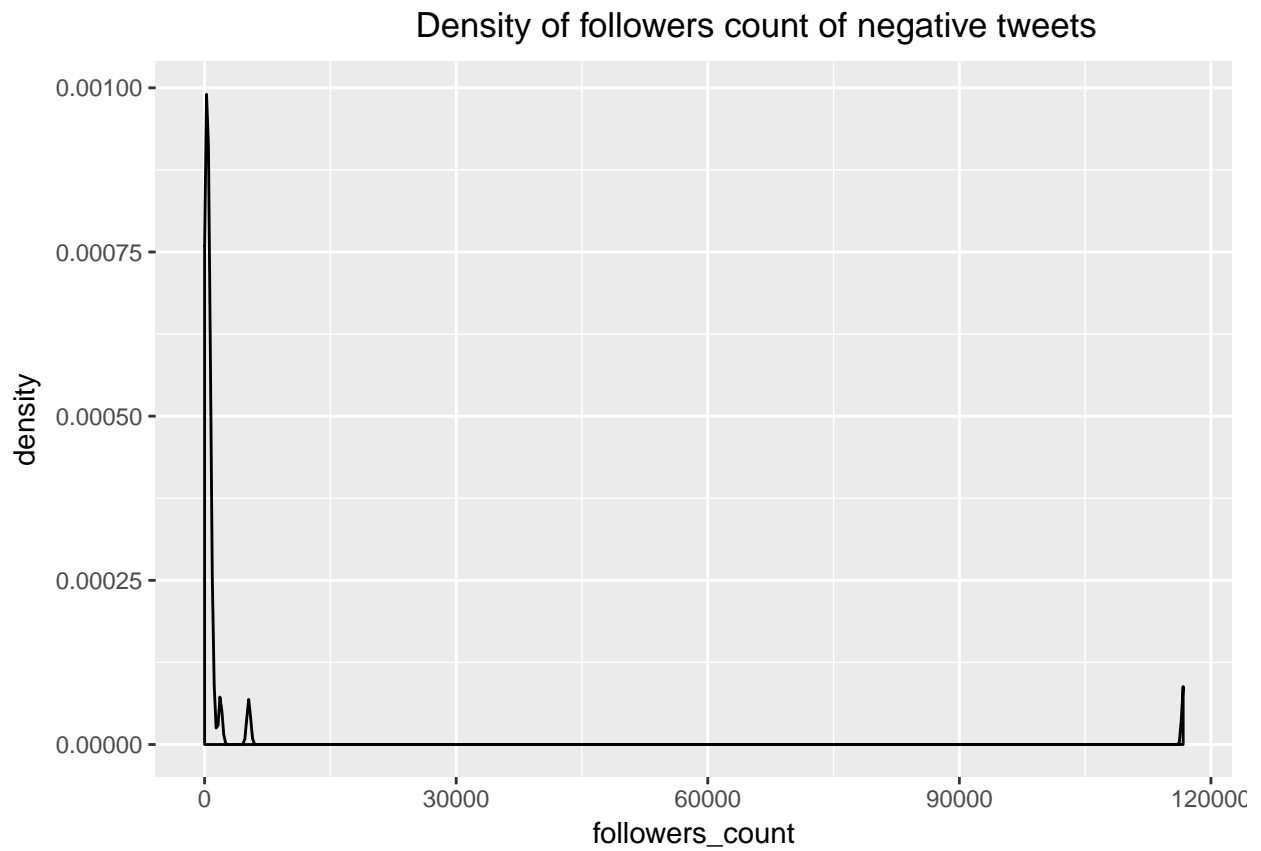 Density of followers count of negative tweets
0.00100
0.00075
0.00050
0.00025
0.00000
density
0 30000 60000 90000 120000
followers_count